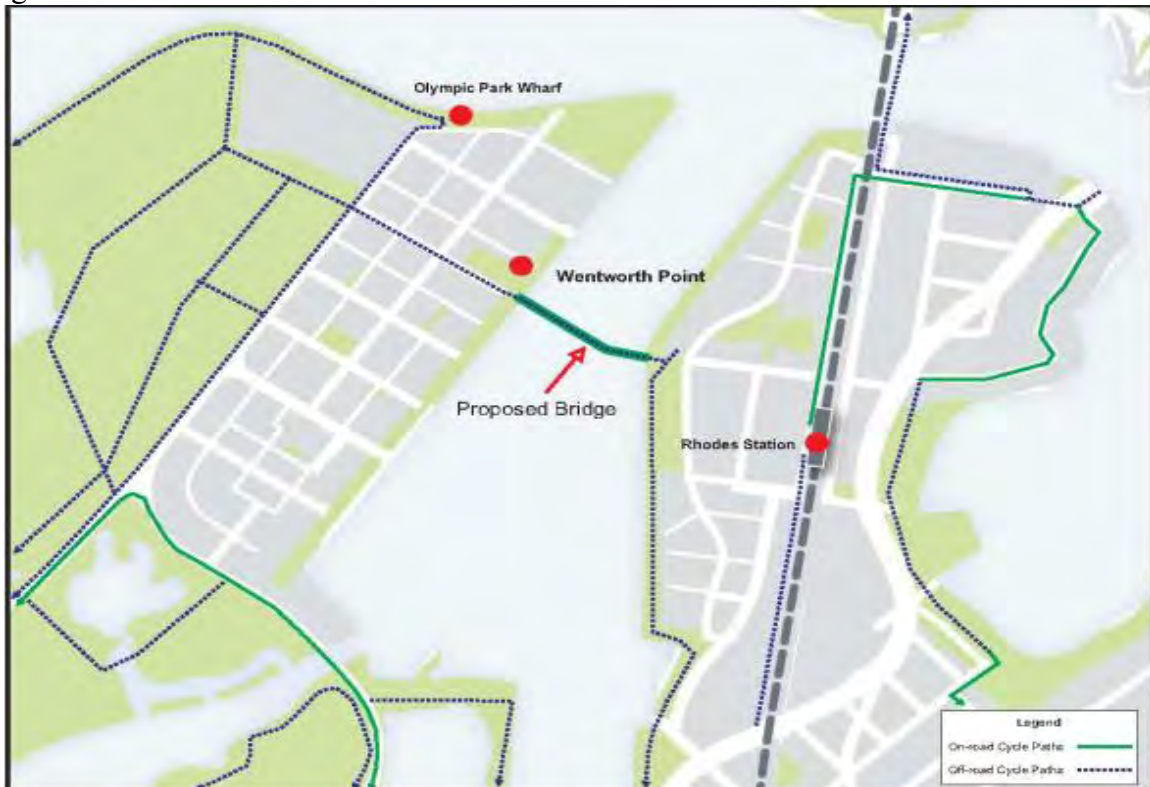 Olympic Park Wharf
Wentworth Point
Proposed Bridge
Rhodes Station
Legend
On-road Cycle Paths
Off-road Cycle Paths